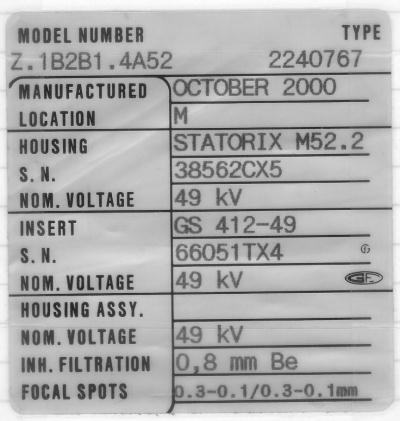 MODEL NUMBER TYPE
Z.1B2B1.4A52 2240767
MANUFACTURED OCTOBER 2000
LOCATION M
HOUSING STATORIX M52.2
S. N. 38562CX5
NOM. VOLTAGE 49 kV
INSERT GS 412-49
S. N. 66051TX4
NOM. VOLTAGE 49 kV
HOUSING ASSY.
NOM. VOLTAGE 49 kV
INH. FILTRATION 0,8 mm Be
FOCAL SPOTS 0.3-0.1/0.3-0.1mm